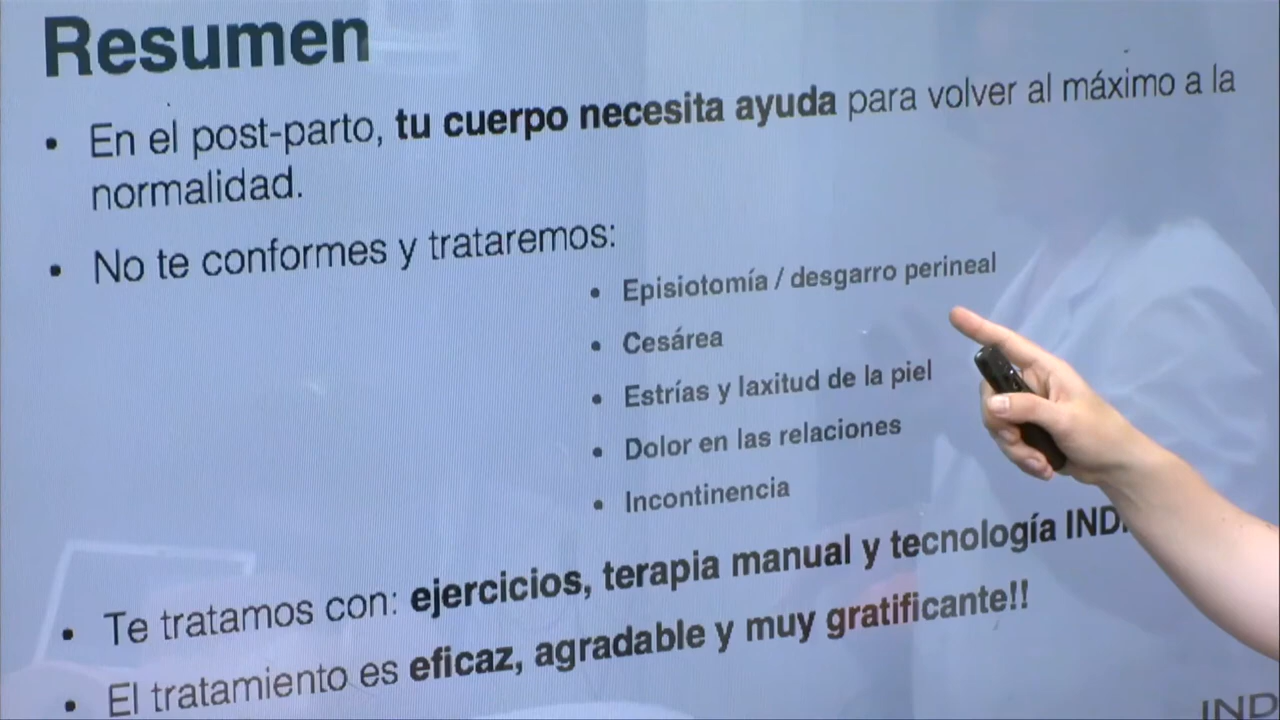 Resumen
• En el post-parto, tu cuerpo necesita ayuda para volver al máximo a la
normalidad.
• No te conformes y trataremos:
• Episiotomía / desgarro perineal
• Cesárea
• Estrías y laxitud de la piel
• Dolor en las relaciones
• Incontinencia
• Te tratamos con: ejercicios, terapia manual y tecnología
• El tratamiento es eficaz, agradable y muy gratificante!!